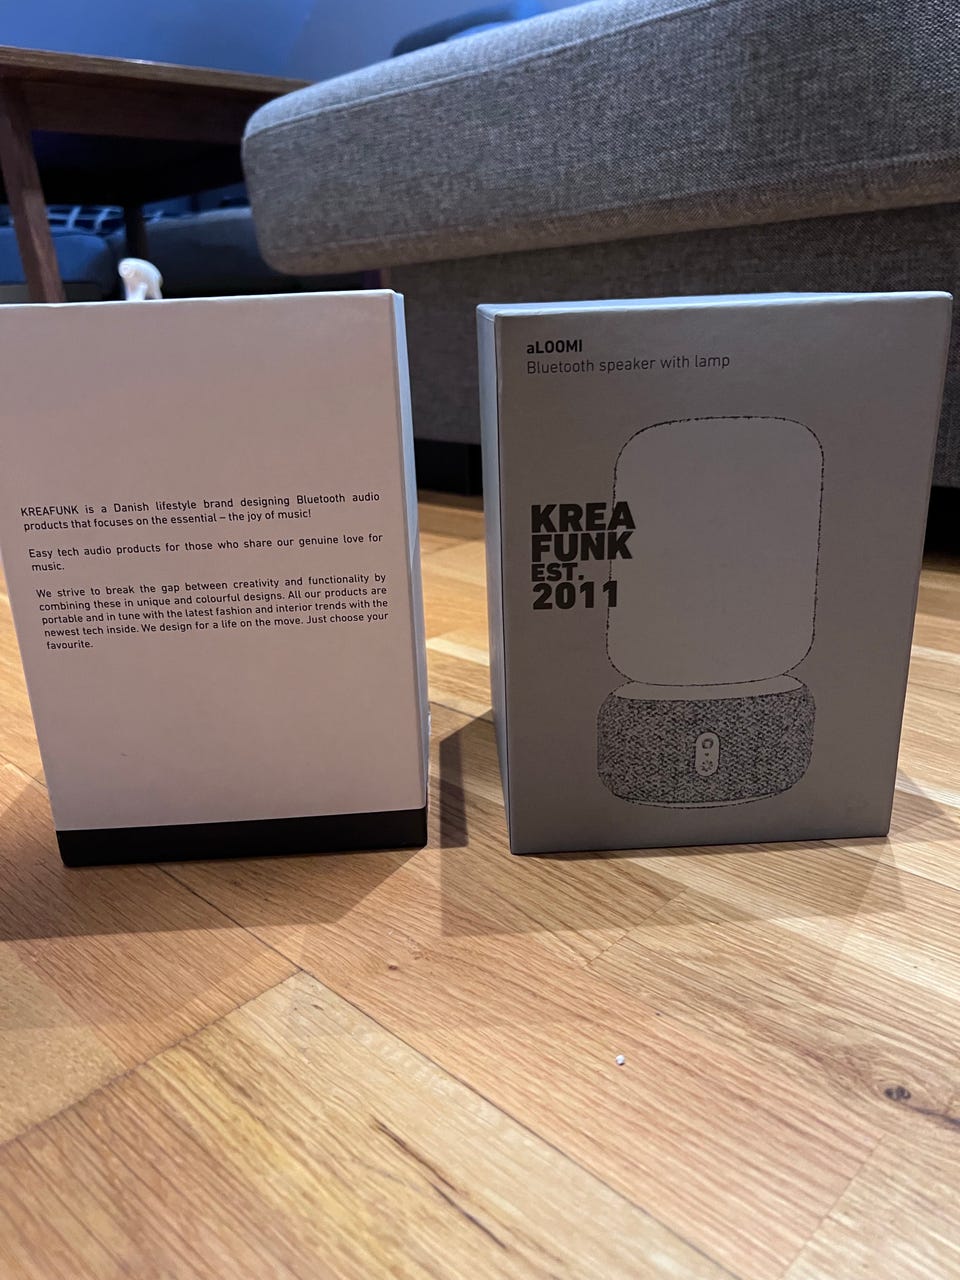 KREAFUNK is a Danish lifestyle brand designing Bluetooth audio
products that focuses on the essential – the joy of music!
Easy tech audio products for those who share our genuine love for
music.
We strive to break the gap between creativity and functionality by
combining these in unique and colourful designs. All our products are
portable and in tune with the latest fashion and interior trends with the
newest tech inside. We design for a life on the move. Just choose your
favourite.
aLOOMI
Bluetooth speaker with lamp
KREA
FUNK
EST.
2011